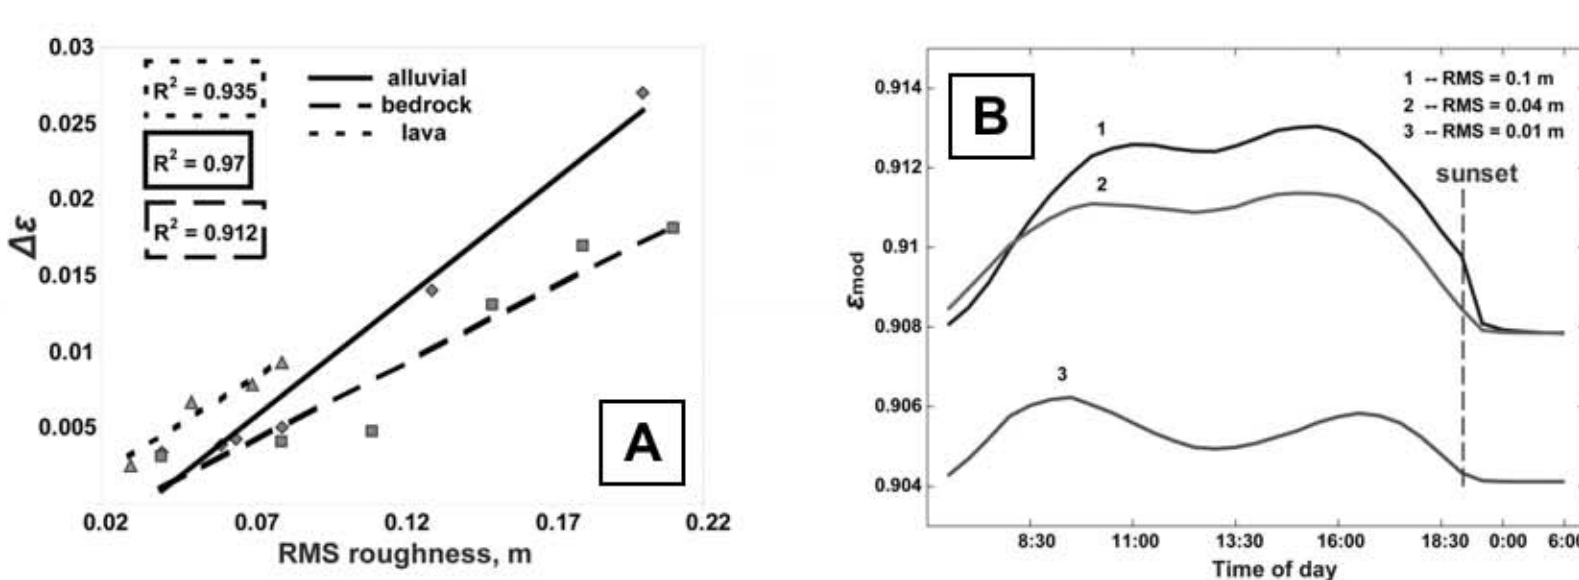 0.03
0.025
0.02
0.015
0.01
0.005
Δε
R² = 0.935
R² = 0.97
R² = 0.912
alluvial
bedrock
lava
A
0.02 0.07 0.12 0.17 0.22
RMS roughness, m
0.914
0.912
0.91
0.908
0.906
0.904
εmod
B
1 -- RMS = 0.1 m
2 -- RMS = 0.04 m
3 -- RMS = 0.01 m
sunset
1
2
3
8:30 11:00 13:30 16:00 18:30 0:00
Time of day